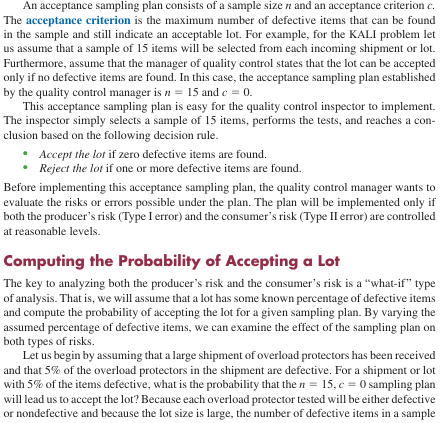 An acceptance sampling plan consists of a sample size n and an acceptance criterion c.
The acceptance criterion is the maximum number of defective items that can be found
in the sample and still indicate an acceptable lot. For example, for the KALI problem let
us assume that a sample of 15 items will be selected from each incoming shipment or lot.
Furthermore, assume that the manager of quality control states that the lot can be accepted
only if no defective items are found. In this case, the acceptance sampling plan established
by the quality control manager is n = 15 and c = 0.
This acceptance sampling plan is easy for the quality control inspector to implement.
The inspector simply selects a sample of 15 items, performs the tests, and reaches a con-
clusion based on the following decision rule.
• Accept the lot if zero defective items are found.
• Reject the lot if one or more defective items are found.
Before implementing this acceptance sampling plan, the quality control manager wants to
evaluate the risks or errors possible under the plan. The plan will be implemented only if
both the producer's risk (Type I error) and the consumer's risk (Type II error) are controlled
at reasonable levels.
Computing the Probability of Accepting a Lot
The key to analyzing both the producer's risk and the consumer's risk is a “what-if” type
of analysis. That is, we will assume that a lot has some known percentage of defective items
and compute the probability of accepting the lot for a given sampling plan. By varying the
assumed percentage of defective items, we can examine the effect of the sampling plan on
both types of risks.
Let us begin by assuming that a large shipment of overload protectors has been received
and that 5% of the overload protectors in the shipment are defective. For a shipment or lot
with 5% of the items defective, what is the probability that the n = 15, c = 0 sampling plan
will lead us to accept the lot? Because each overload protector tested will be either defective
or nondefective and because the lot size is large, the number of defective items in a sample